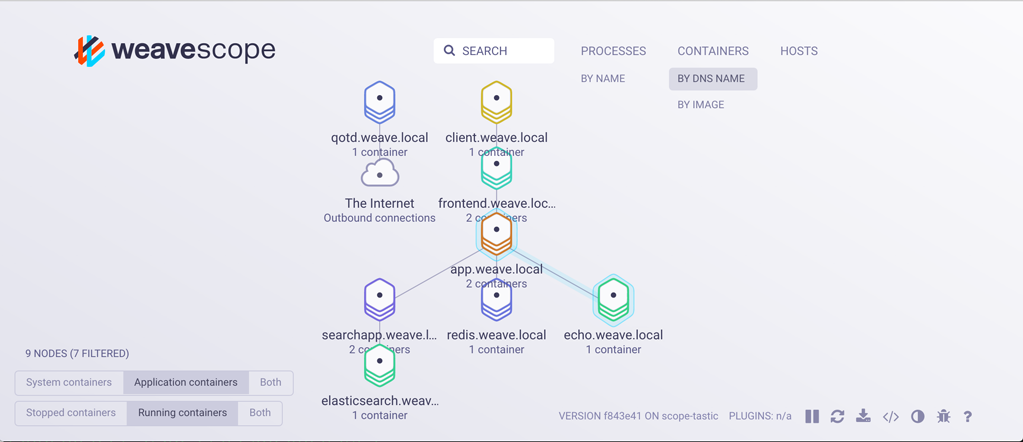 weavescope
SEARCH
PROCESSES
CONTAINERS
HOSTS
BY NAME
BY DNS NAME
BY IMAGE
qotd.weave.local
1 container
client.weave.local
1 container
The Internet
Outbound connections
frontend.weave.loc...
2 containers
app.weave.local
2 containers
searchapp.weave.l...
2 containers
redis.weave.local
1 container
echo.weave.local
1 container
elasticsearch.weav...
1 container
9 NODES (7 FILTERED)
System containers Application containers Both
Stopped containers Running containers Both
VERSION f843e41 ON scope-tastic PLUGINS: n/a </> ?